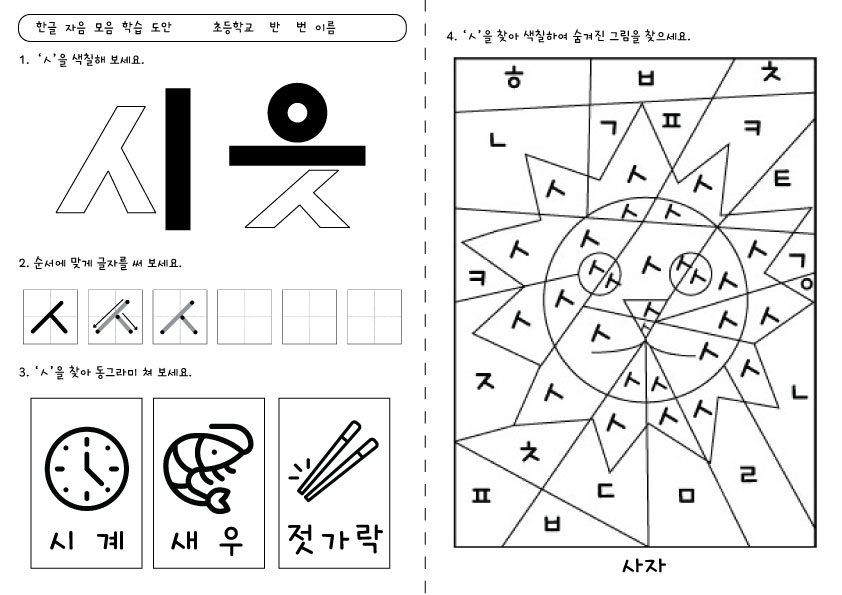 한글 자음 모음 학습 도안 초등학교 반 번 이름
1. ‘ㅅ’을 색칠해 보세요.
시옷
2. 순서에 맞게 글자를 써 보세요.
ㅅ ㅅ ㅅ
3. ‘ㅅ’을 찾아 동그라미 쳐 보세요.
시 계
새 우
젓가락
4. ‘ㅅ’을 찾아 색칠하여 숨겨진 그림을 찾으세요.
ㅎ ㅂ ㅊ
ㄴ ㄱ ㅍ ㅋ
ㅅ ㅅ ㅅ ㅌ
ㅅ ㅅ
ㅅ ㅅ ㅅ ㅅ ㄱ
ㅋ ㅅ ㅅ ㅅ ㅅ ㅇ
ㅅ ㅅ
ㅅ ㅅ ㅅ ㅅ ㅅ
ㅅ
ㅈ ㅅ ㅅ ㅅ ㅅ ㄴ
ㅅ ㅅ ㅅ
ㅊ ㄹ
ㅍ ㄷ ㅁ
ㅂ
사자